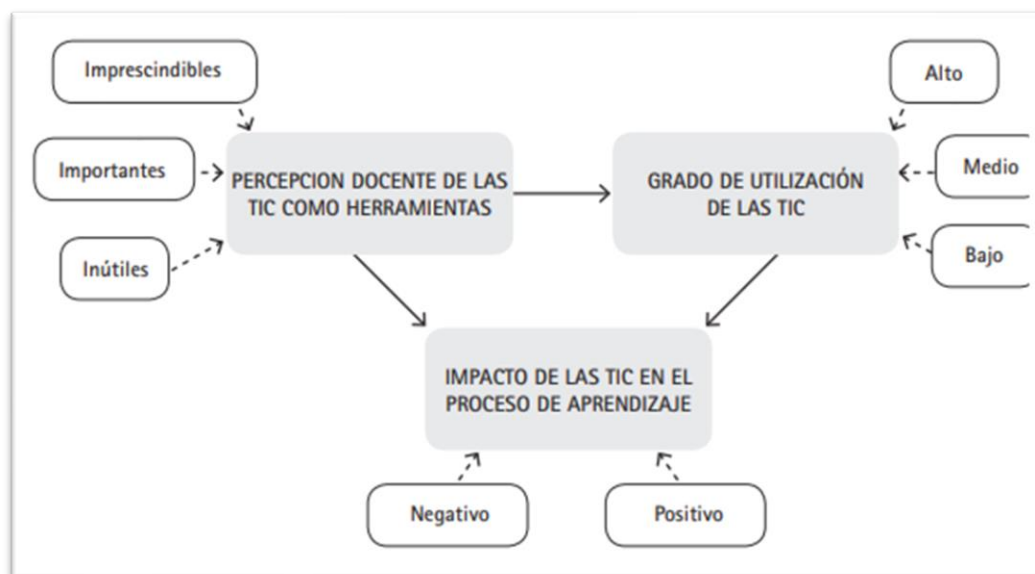 Imprescindibles
Importantes
Inútiles
PERCEPCION DOCENTE DE LAS
TIC COMO HERRAMIENTAS
GRADO DE UTILIZACIÓN
DE LAS TIC
Alto
Medio
Bajo
IMPACTO DE LAS TIC EN EL
PROCESO DE APRENDIZAJE
Negativo
Positivo